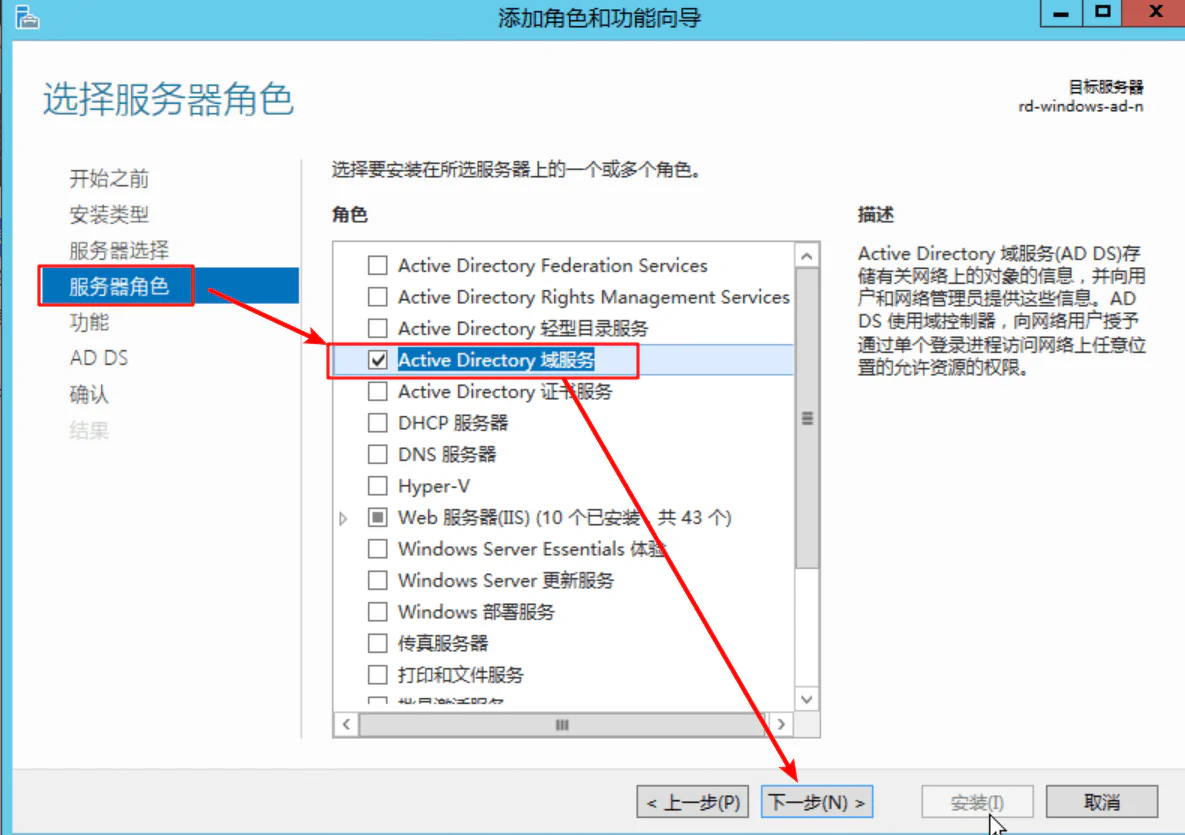 添加角色和功能向导
选择服务器角色
目标服务器
rd-windows-ad-n
开始之前
安装类型
服务器选择
服务器角色
功能
AD DS
确认
结果
选择要安装在所选服务器上的一个或多个角色。
角色
Active Directory Federation Services
Active Directory Rights Management Services
Active Directory 轻型目录服务
Active Directory 域服务
Active Directory 证书服务
DHCP 服务器
DNS 服务器
Hyper-V
Web 服务器(IIS) (10 个已安装，共 43 个)
Windows Server Essentials 体验
Windows Server 更新服务
Windows 部署服务
传真服务器
打印和文件服务
描述
Active Directory 域服务(AD DS)存
储有关网络上的对象的信息，并向用
户和网络管理员提供这些信息。AD
DS 使用域控制器，向网络用户授予
通过单个登录进程访问网络上任意位
置的允许资源的权限。
< 上一步(P)
下一步(N) >
安装(I)
取消